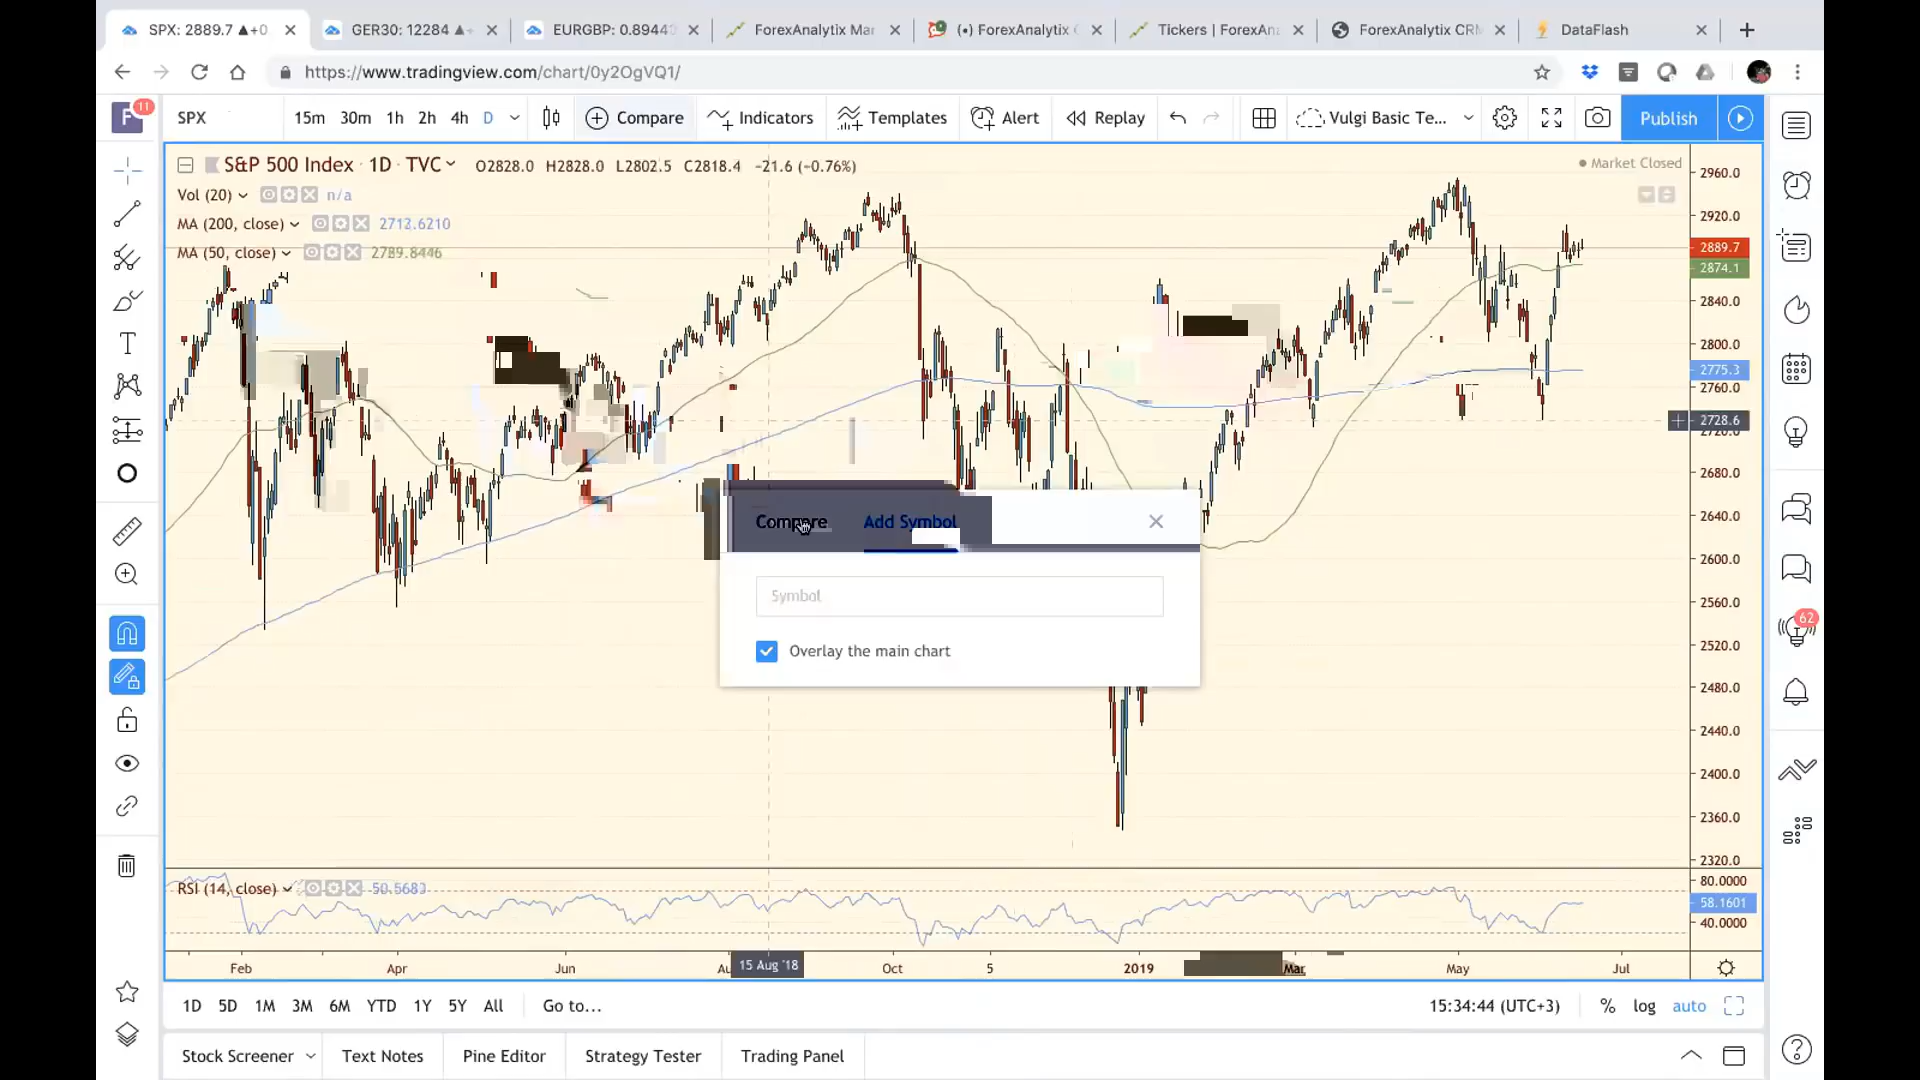 SPX: 2889.7 ▲+0
GER30: 12284 ▲+
EURGBP: 0.8944
ForexAnalytix Mar
(•) ForexAnalytix
Tickers | ForexAna
ForexAnalytix CRM
DataFlash
https://www.tradingview.com/chart/0y2OgVQ1/
F 11
SPX
15m 30m 1h 2h 4h D
Compare
Indicators
Templates
Alert
Replay
Vulgi Basic Te...
Publish
S&P 500 Index · 1D · TVC
O2828.0 H2828.0 L2802.5 C2818.4 -21.6 (-0.76%)
Market Closed
Vol (20) n/a
MA (200, close)
MA (50, close) 2789.8446
2960.0
2920.0
2889.7
2874.1
2840.0
2800.0
2775.3
2760.0
2728.6
2720.0
2680.0
2640.0
2600.0
2560.0
2520.0
2480.0
2440.0
2400.0
2360.0
2320.0
Compare
Add Symbol
Symbol
Overlay the main chart
62
RSI (14, close)
80.0000
58.1601
40.0000
Feb Apr Jun Au 15 Aug '18 Oct 5 2019 Mar May Jul
1D 5D 1M 3M 6M YTD 1Y 5Y All
Go to...
15:34:44 (UTC+3)
% log auto
Stock Screener
Text Notes
Pine Editor
Strategy Tester
Trading Panel